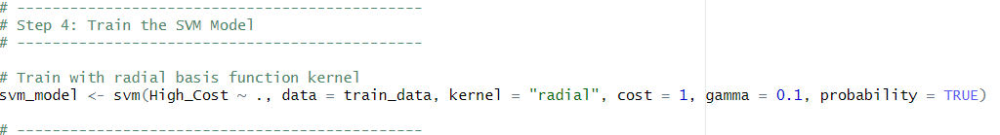 # ----------------------------------------------
# Step 4: Train the SVM Model
# ----------------------------------------------
# Train with radial basis function kernel
svm_model <- svm(High_Cost ~ ., data = train_data, kernel = "radial", cost = 1, gamma = 0.1, probability = TRUE)
# ----------------------------------------------